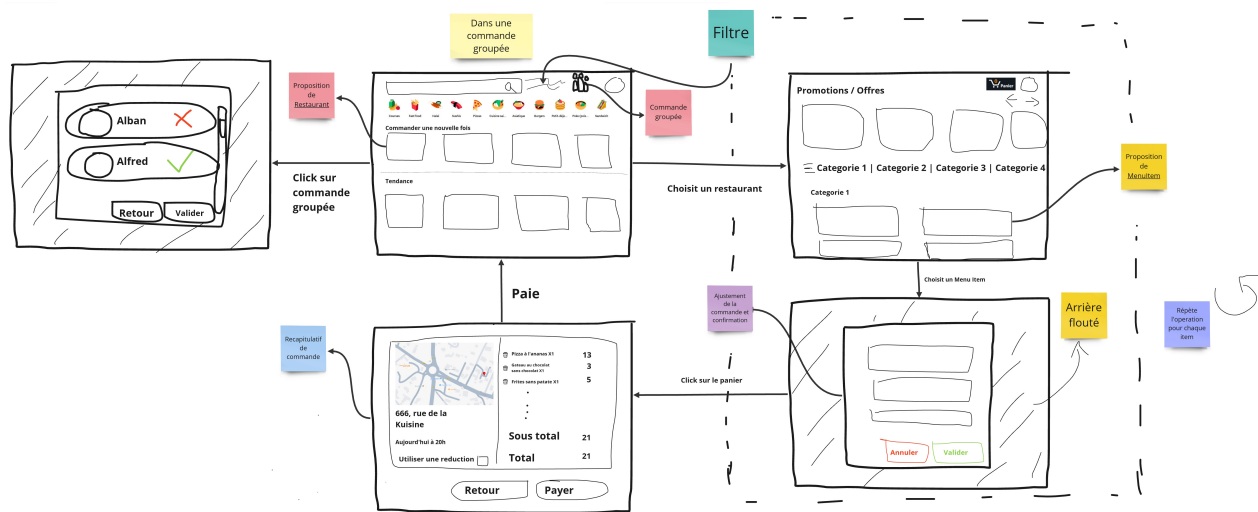 Dans une
commande
groupée
Filtre
Proposition
de
Restaurant
Commande
groupée
Alban
Alfred
Retour
Valider
Click sur
commande
groupée
Commander une nouvelle fois
Tendance
Choisit un restaurant
Promotions / Offres
Panier
Categorie 1 | Categorie 2 | Categorie 3 | Categorie 4
Categorie 1
Proposition
de
MenuItem
Choisit un Menu Item
Ajustement
de la
commande et
confirmation
Arrière
flouté
Répète
l'operation
pour chaque
item
Annuler
Valider
Click sur le panier
Paie
Recapitulatif
de
commande
Pizza à l'ananas X1 13
Gateau au chocolat
sans chocolat X1 3
Frites sans patate X1 5
666, rue de la
Kuisine
Aujourd'hui à 20h
Utiliser une reduction
Sous total 21
Total 21
Retour
Payer